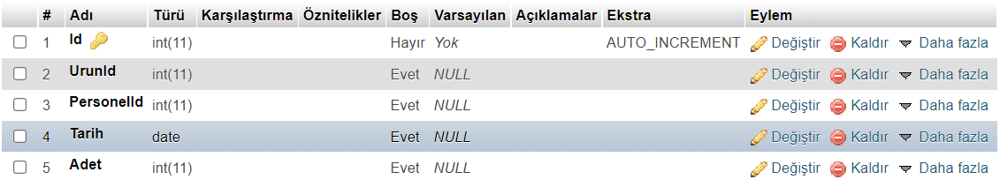 # Adı Türü Karşılaştırma Öznitelikler Boş Varsayılan Açıklamalar Ekstra Eylem
1 Id int(11) Hayır Yok AUTO_INCREMENT Değiştir Kaldır Daha fazla
2 UrunId int(11) Evet NULL Değiştir Kaldır Daha fazla
3 PersonelId int(11) Evet NULL Değiştir Kaldır Daha fazla
4 Tarih date Evet NULL Değiştir Kaldır Daha fazla
5 Adet int(11) Evet NULL Değiştir Kaldır Daha fazla